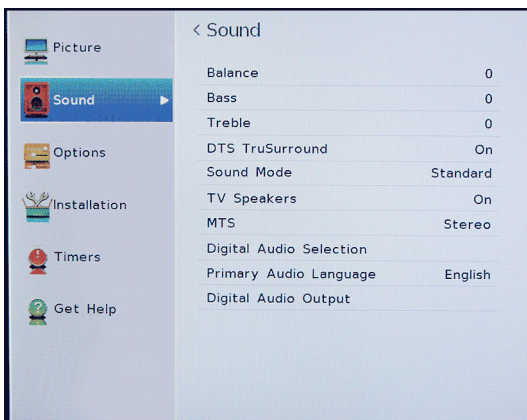 Picture
Sound
Options
Installation
Timers
Get Help
< Sound
Balance 0
Bass 0
Treble 0
DTS TruSurround On
Sound Mode Standard
TV Speakers On
MTS Stereo
Digital Audio Selection
Primary Audio Language English
Digital Audio Output